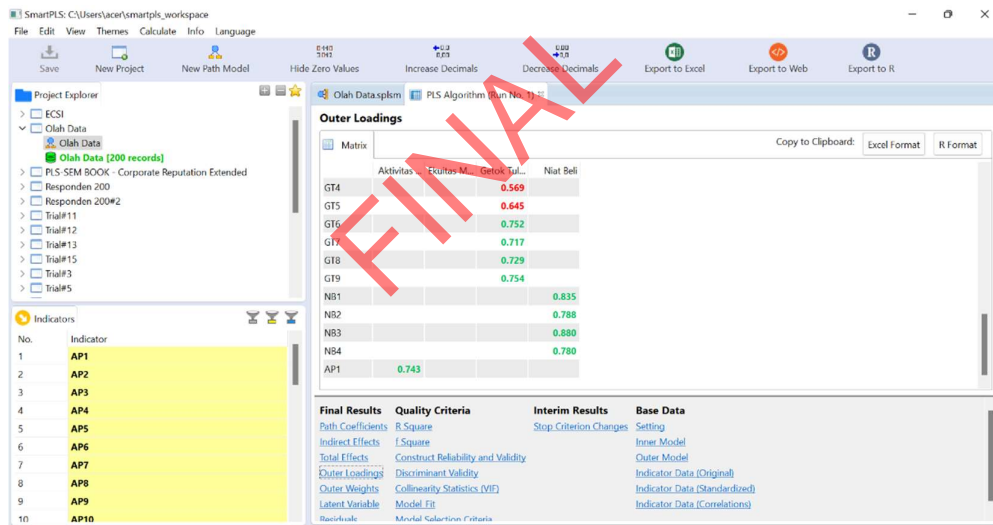 SmartPLS: C:\Users\acer\smartpls_workspace
File Edit View Themes Calculate Info Language
Save New Project New Path Model Hide Zero Values Increase Decimals Decrease Decimals Export to Excel Export to Web Export to R
Project Explorer
ECSI
Olah Data
Olah Data
Olah Data [200 records]
PLS-SEM BOOK - Corporate Reputation Extended
Responden 200
Responden 200#2
Trial#11
Trial#12
Trial#13
Trial#15
Trial#3
Trial#5
Indicators
No. Indicator
1 AP1
2 AP2
3 AP3
4 AP4
5 AP5
6 AP6
7 AP7
8 AP8
9 AP9
10 AP10
Olah Data.splsm PLS Algorithm (Run No. 1)
Outer Loadings
Matrix Copy to Clipboard: Excel Format R Format
Aktivitas ... Ekuitas M... Getok Tul... Niat Beli
GT4 0.569
GT5 0.645
GT6 0.752
GT7 0.717
GT8 0.729
GT9 0.754
NB1 0.835
NB2 0.788
NB3 0.880
NB4 0.780
AP1 0.743
FINAL
Final Results Quality Criteria Interim Results Base Data
Path Coefficients R Square Stop Criterion Changes Setting
Indirect Effects f Square Inner Model
Total Effects Construct Reliability and Validity Outer Model
Outer Loadings Discriminant Validity Indicator Data (Original)
Outer Weights Collinearity Statistics (VIF) Indicator Data (Standardized)
Latent Variable Model Fit Indicator Data (Correlations)
Residuals Model Selection Criteria